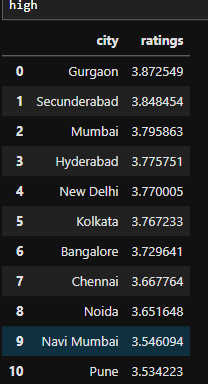 high
city ratings
0 Gurgaon 3.872549
1 Secunderabad 3.848454
2 Mumbai 3.795863
3 Hyderabad 3.775751
4 New Delhi 3.770005
5 Kolkata 3.767233
6 Bangalore 3.729641
7 Chennai 3.667764
8 Noida 3.651648
9 Navi Mumbai 3.546094
10 Pune 3.534223